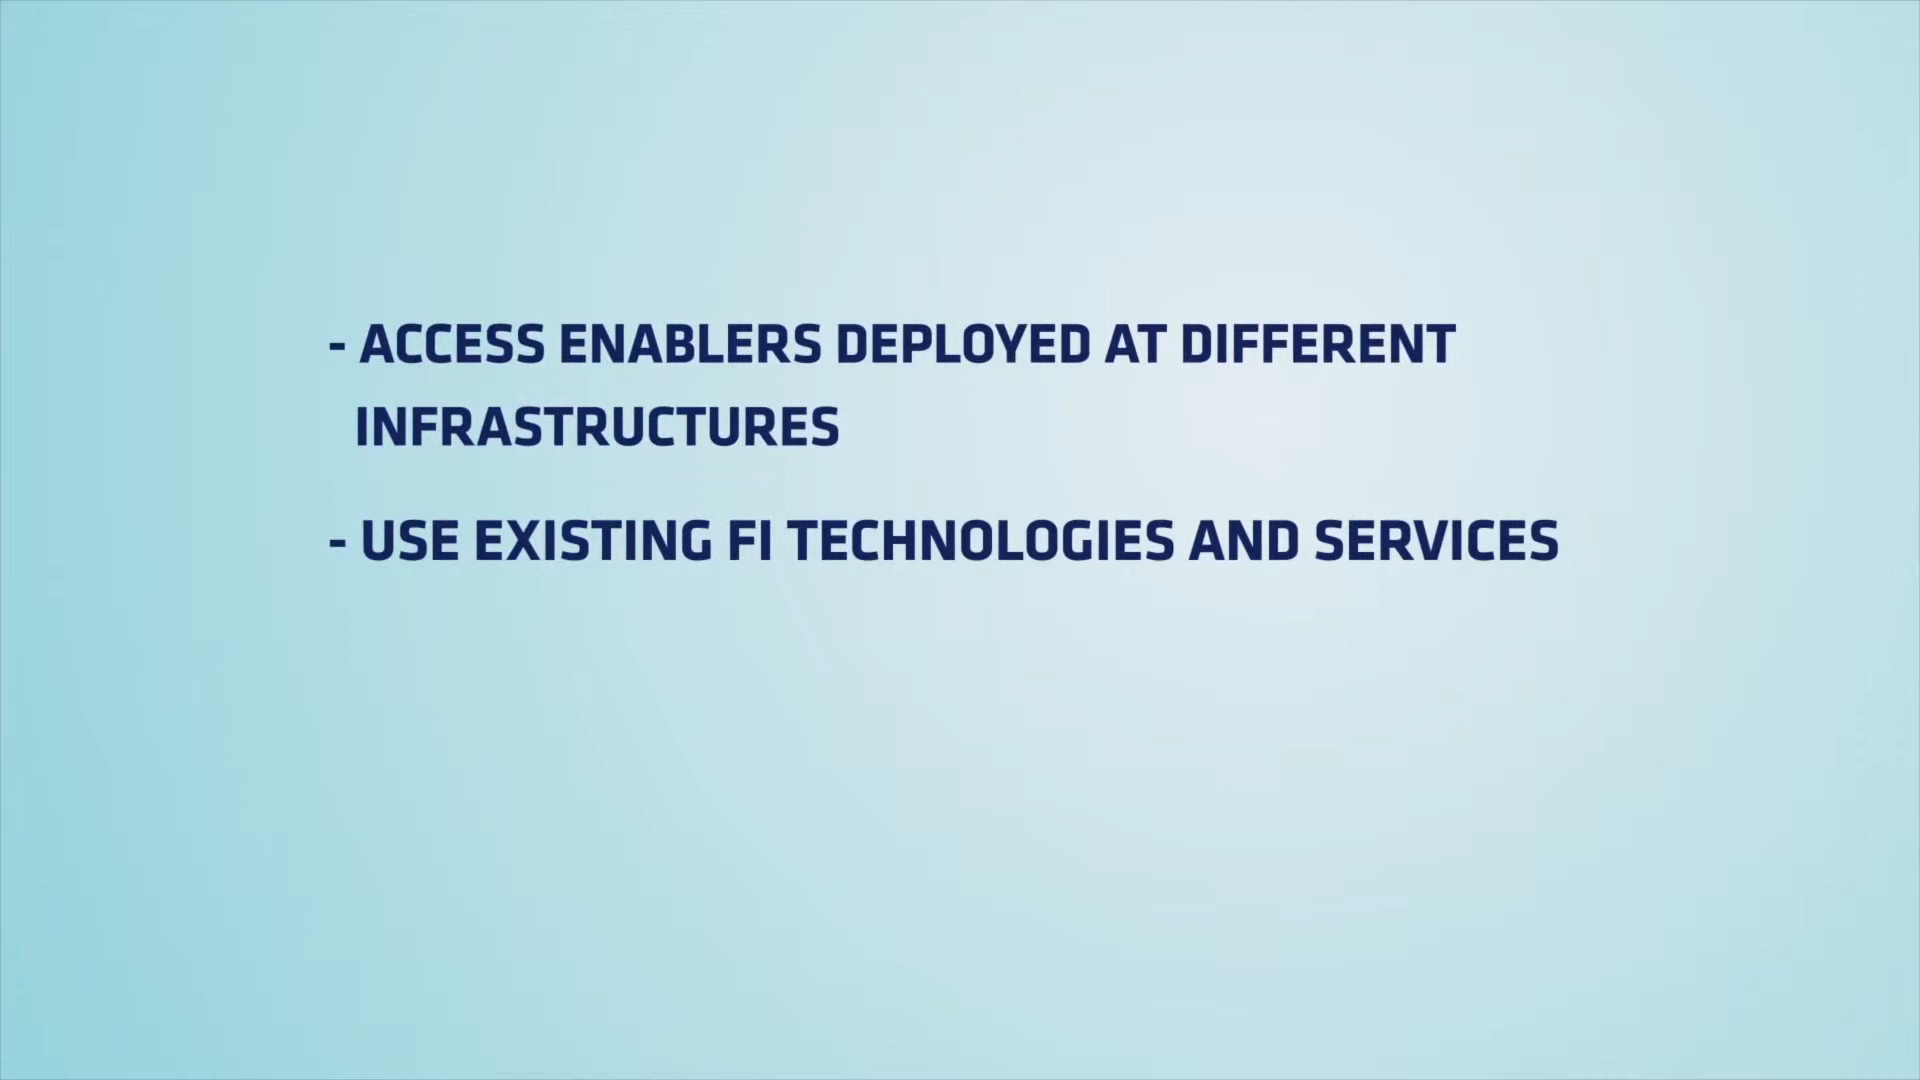 - ACCESS ENABLERS DEPLOYED AT DIFFERENT
INFRASTRUCTURES
- USE EXISTING FI TECHNOLOGIES AND SERVICES